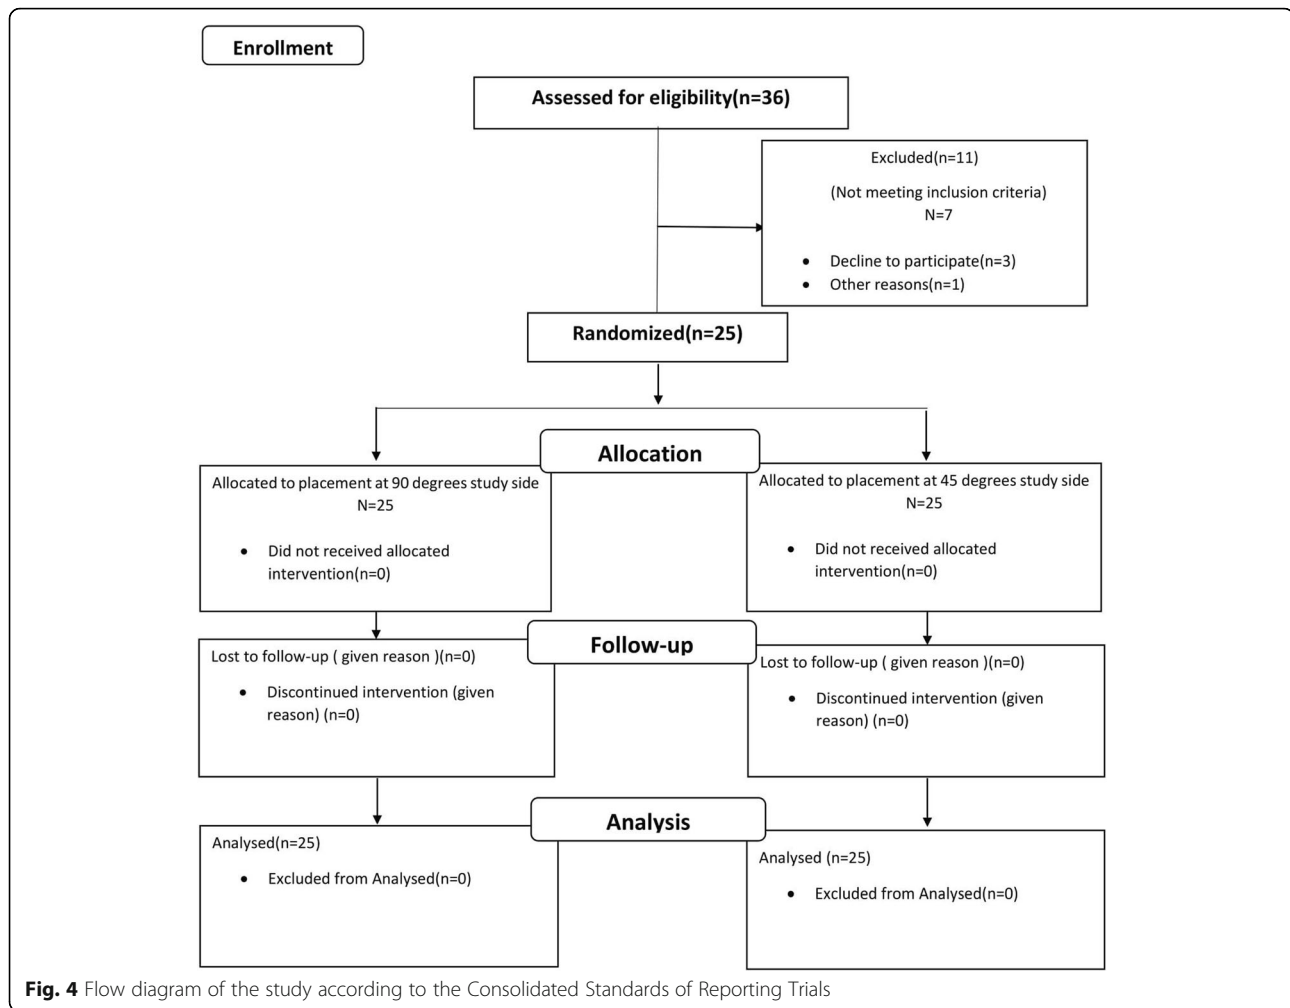 Enrollment
Assessed for eligibility(n=36)
Excluded(n=11)
(Not meeting inclusion criteria)
N=7
• Decline to participate(n=3)
• Other reasons(n=1)
Randomized(n=25)
Allocation
Allocated to placement at 90 degrees study side
N=25
• Did not received allocated
intervention(n=0)
Allocated to placement at 45 degrees study side
N=25
• Did not received allocated
intervention(n=0)
Follow-up
Lost to follow-up ( given reason )(n=0)
• Discontinued intervention (given
reason) (n=0)
Lost to follow-up ( given reason )(n=0)
• Discontinued intervention (given
reason) (n=0)
Analysis
Analysed(n=25)
• Excluded from Analysed(n=0)
Analysed (n=25)
• Excluded from Analysed(n=0)
Fig. 4 Flow diagram of the study according to the Consolidated Standards of Reporting Trials